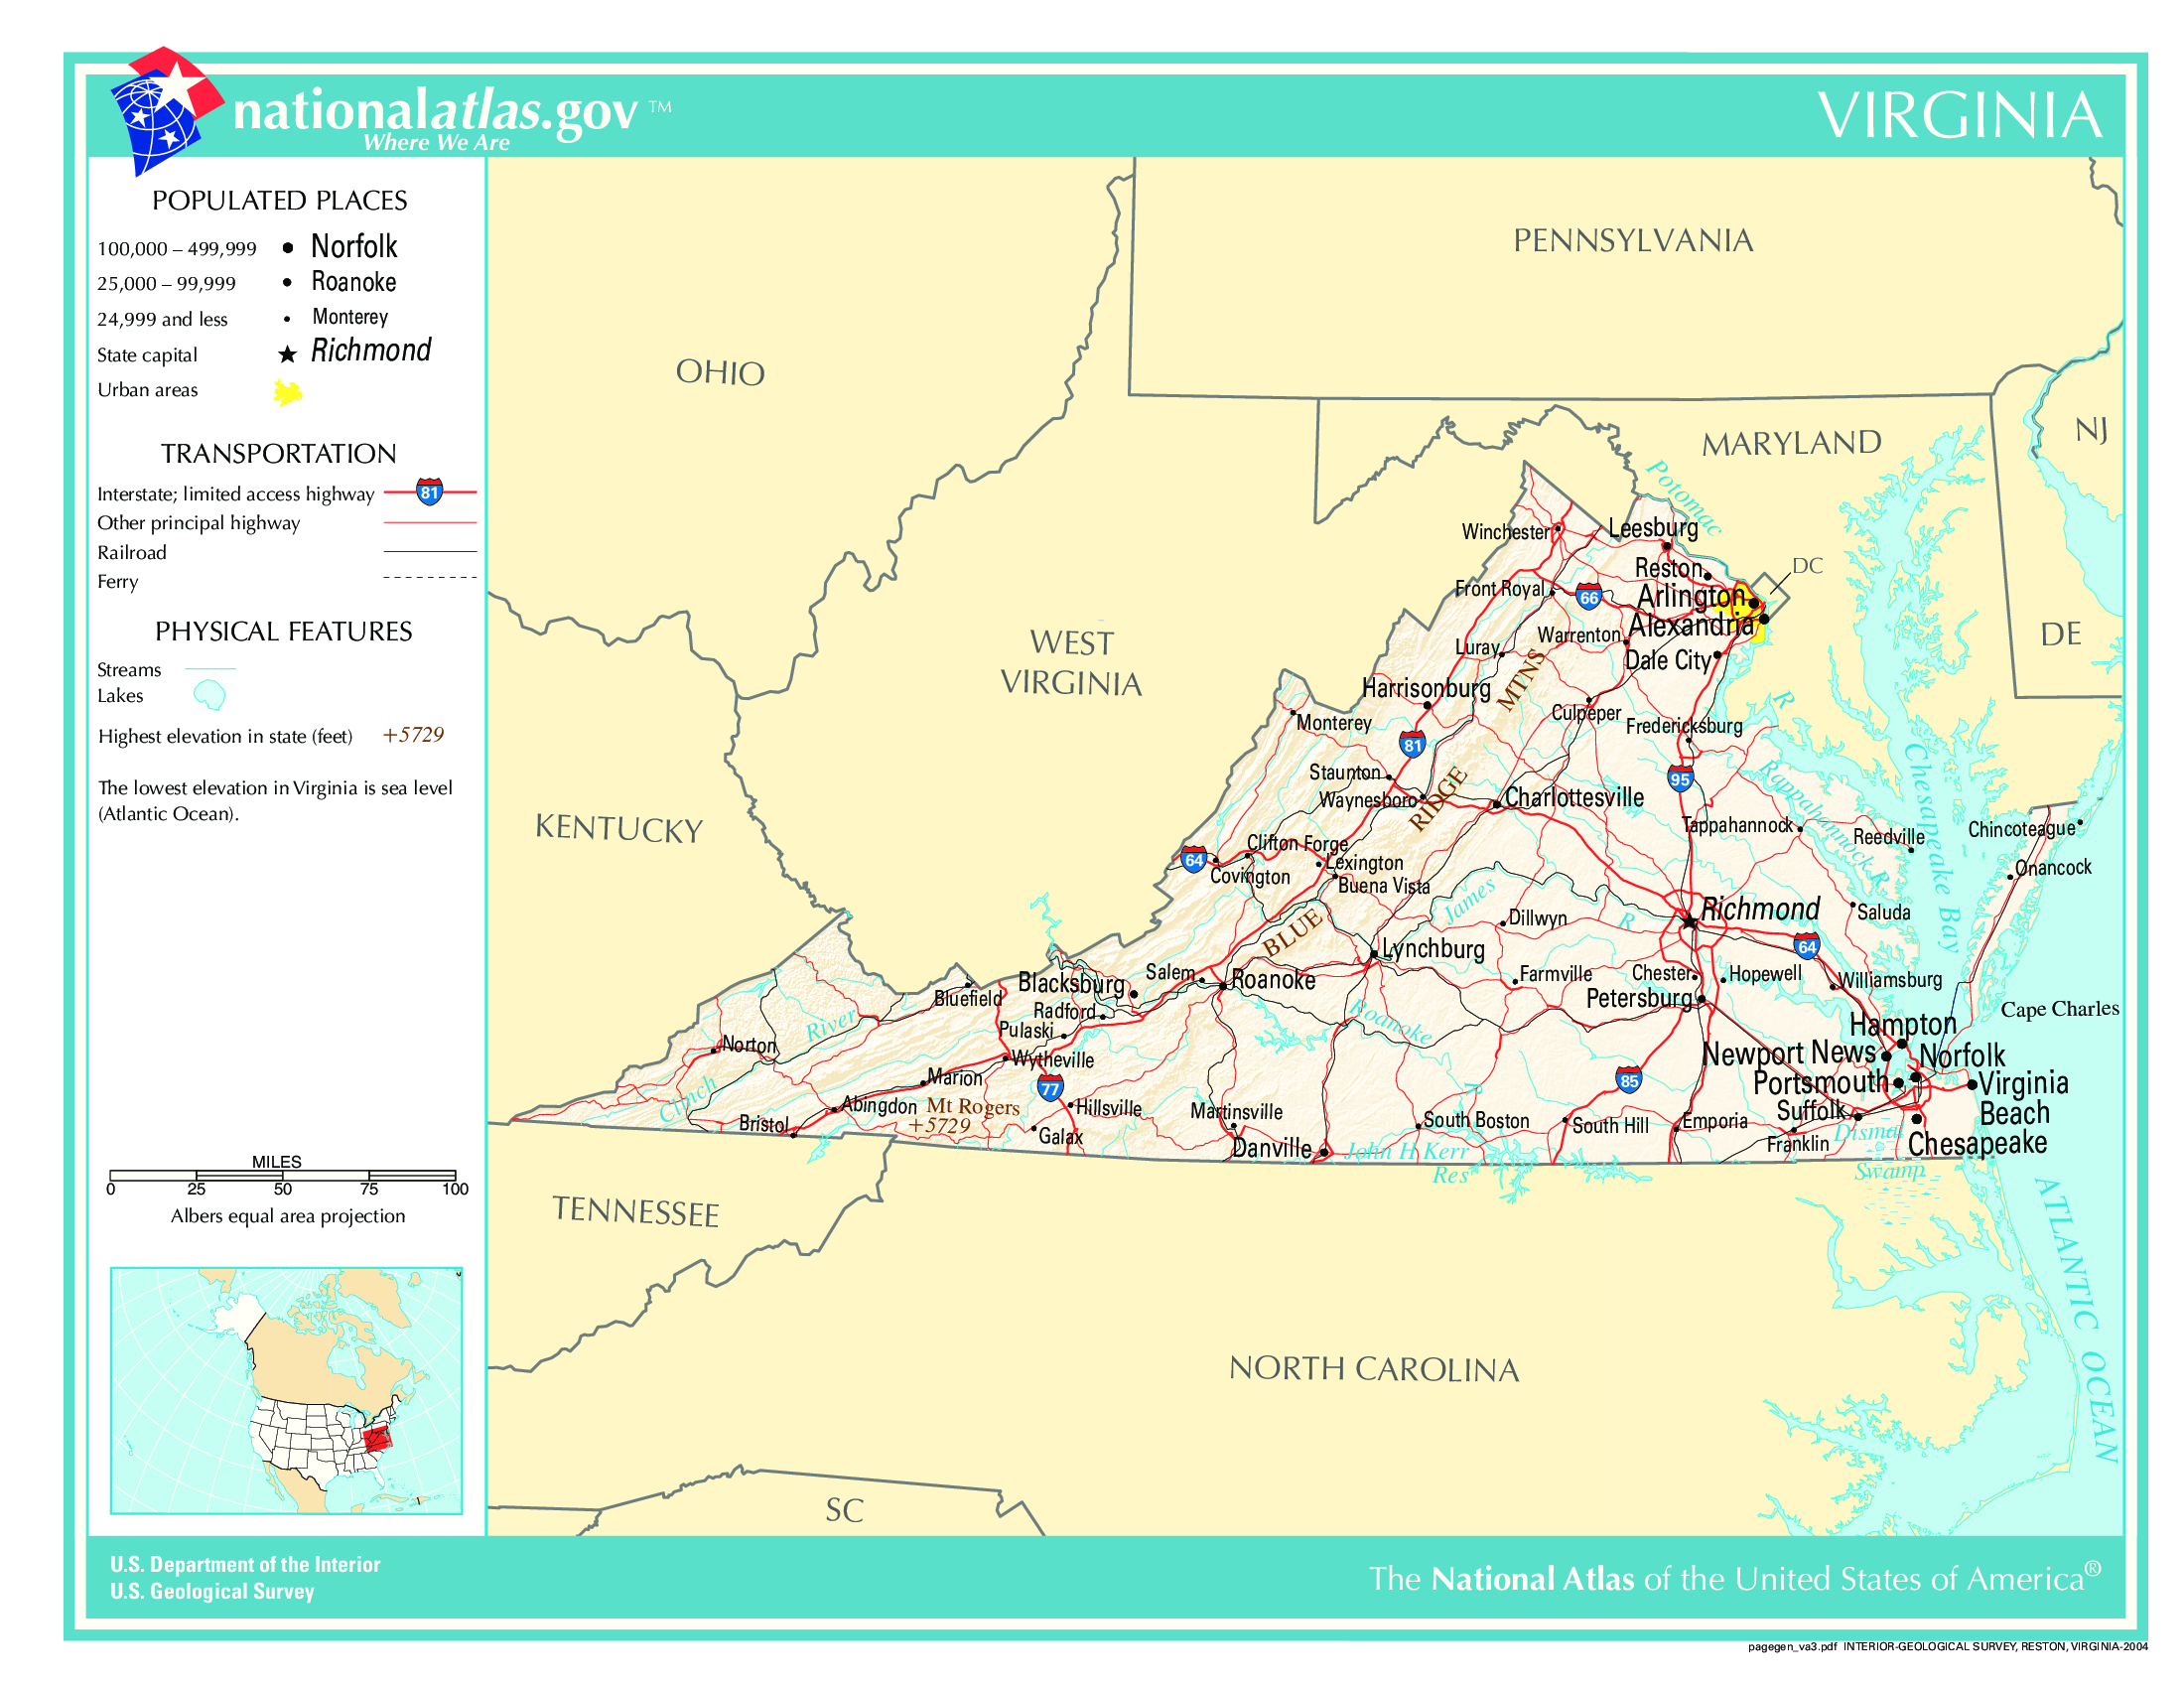 nationalatlas.gov ™
Where We Are
VIRGINIA
POPULATED PLACES
100,000 – 499,999 Norfolk
25,000 – 99,999 Roanoke
24,999 and less Monterey
State capital Richmond
Urban areas
TRANSPORTATION
Interstate; limited access highway 81
Other principal highway
Railroad
Ferry
PHYSICAL FEATURES
Streams
Lakes
Highest elevation in state (feet) +5729
The lowest elevation in Virginia is sea level
(Atlantic Ocean).
MILES
0 25 50 75 100
Albers equal area projection
PENNSYLVANIA
OHIO
MARYLAND
NJ
DE
DC
WEST
VIRGINIA
KENTUCKY
TENNESSEE
NORTH CAROLINA
SC
Potomac
R
Winchester
Leesburg
Reston
Arlington
Alexandria
Front Royal
66
Warrenton
Luray
Dale City
Harrisonburg
MTNS
Culpeper
Fredericksburg
Monterey
81
Staunton
Waynesboro
RIDGE
Charlottesville
95
Rappahannock R
Chesapeake Bay
Tappahannock
Reedville
Chincoteague
Onancock
64
Clifton Forge
Covington
Lexington
Buena Vista
James
R
Dillwyn
Richmond
Saluda
BLUE
Lynchburg
64
Salem
Roanoke
Farmville
Chester
Hopewell
Williamsburg
Petersburg
Cape Charles
Blacksburg
Bluefield
Radford
Pulaski
River
Roanoke
R
Hampton
Newport News
Norfolk
Norton
Wytheville
Portsmouth
Virginia
Beach
Clinch
Marion
77
85
Abingdon
Mt Rogers
+5729
Hillsville
Martinsville
South Boston
South Hill
Emporia
Suffolk
Bristol
Galax
Danville
John H Kerr
Res
Franklin
Dismal
Swamp
Chesapeake
ATLANTIC OCEAN
U.S. Department of the Interior
U.S. Geological Survey
The National Atlas of the United States of America®
pagegen_va3.pdf INTERIOR-GEOLOGICAL SURVEY, RESTON, VIRGINIA-2004